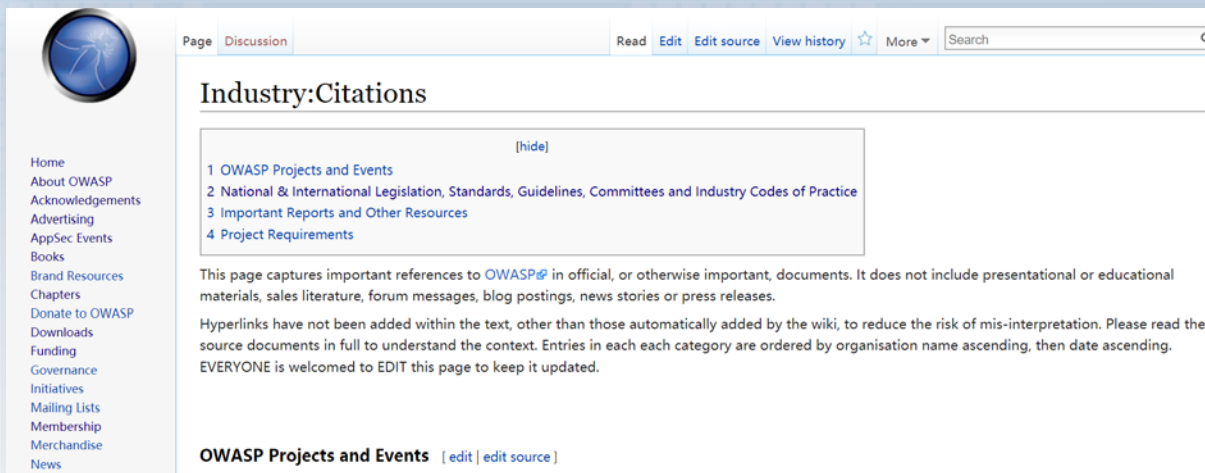 Page Discussion Read Edit Edit source View history More Search
Industry:Citations
[hide]
1 OWASP Projects and Events
2 National & International Legislation, Standards, Guidelines, Committees and Industry Codes of Practice
3 Important Reports and Other Resources
4 Project Requirements
This page captures important references to OWASP in official, or otherwise important, documents. It does not include presentational or educational
materials, sales literature, forum messages, blog postings, news stories or press releases.
Hyperlinks have not been added within the text, other than those automatically added by the wiki, to reduce the risk of mis-interpretation. Please read the
source documents in full to understand the context. Entries in each each category are ordered by organisation name ascending, then date ascending.
EVERYONE is welcomed to EDIT this page to keep it updated.
OWASP Projects and Events [ edit | edit source ]
Home
About OWASP
Acknowledgements
Advertising
AppSec Events
Books
Brand Resources
Chapters
Donate to OWASP
Downloads
Funding
Governance
Initiatives
Mailing Lists
Membership
Merchandise
News